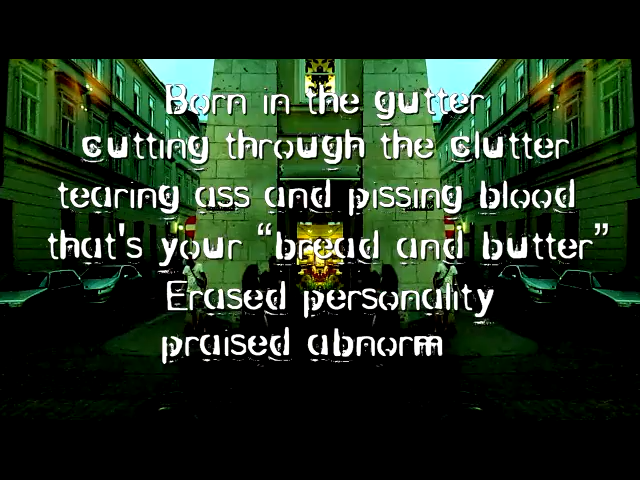 Born in the gutter
cutting through the clutter
tearing ass and pissing blood
that's your “bread and butter”
Erased personality
praised abnorm